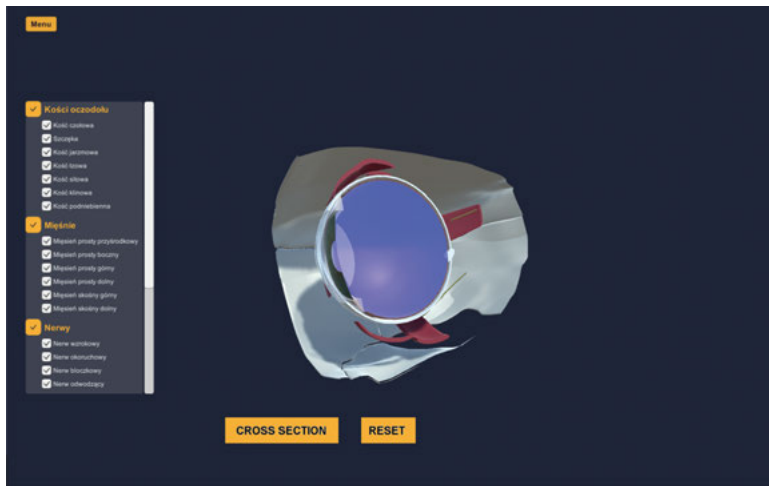 Menu
Kości oczodołu
Kość czołowa
Szczęka
Kość jarzmowa
Kość łzowa
Kość sitowa
Kość klinowa
Kość podniebienna
Mięśnie
Mięsień prosty przyśrodkowy
Mięsień prosty boczny
Mięsień prosty górny
Mięsień prosty dolny
Mięsień skośny górny
Mięsień skośny dolny
Nerwy
Nerw wzrokowy
Nerw okoruchowy
Nerw bloczkowy
Nerw odwodzący
CROSS SECTION
RESET